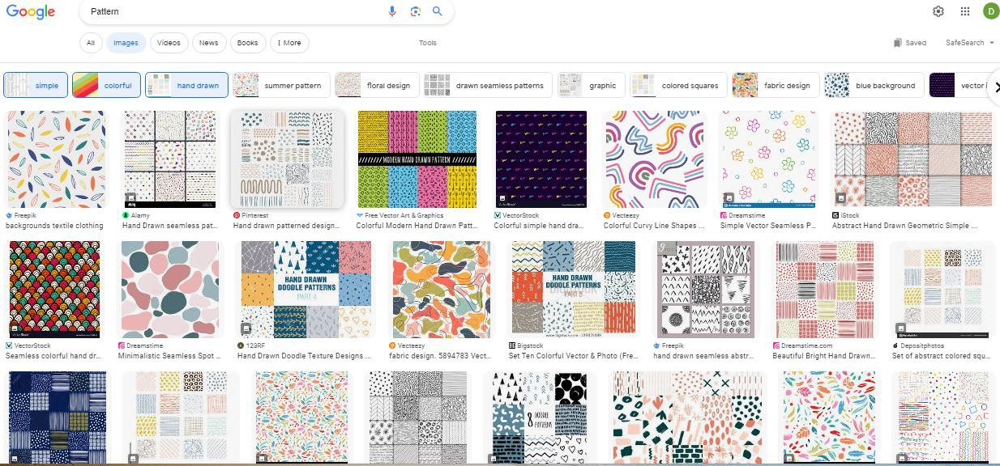 Google
Pattern
D
All
Images
Videos
News
Books
More
Tools
Saved
SafeSearch
simple
colorful
hand drawn
summer pattern
floral design
drawn seamless patterns
graphic
colored squares
fabric design
blue background
vector i
MODERN HAND DRAWN PATTERN
Freepik
backgrounds textile clothing
Alamy
Hand Drawn seamless pat...
Pinterest
Hand drawn patterned design...
Free Vector Art & Graphics
Colorful Modern Hand Drawn Patt...
VectorStock
Colorful simple hand dra...
Vecteezy
Colorful Curvy Line Shapes ...
Dreamstime
Simple Vector Seamless P...
iStock
Abstract Hand Drawn Geometric Simple ...
HAND DRAWN
DOODLE PATTERNS
PART 4
HAND DRAWN
DOODLE PATTERNS
PART 5
VectorStock
Seamless colorful hand dr...
Dreamstime
Minimalistic Seamless Spot ...
123RF
Hand Drawn Doodle Texture Designs ...
Vecteezy
fabric design. 5894783 Vect...
Bigstock
Set Ten Colorful Vector & Photo (Fre...
Freepik
hand drawn seamless abstr...
Dreamstime.com
Beautiful Bright Hand Drawn...
Depositphotos
Set of abstract colored squ...
8 DOODLE
PATTERNS